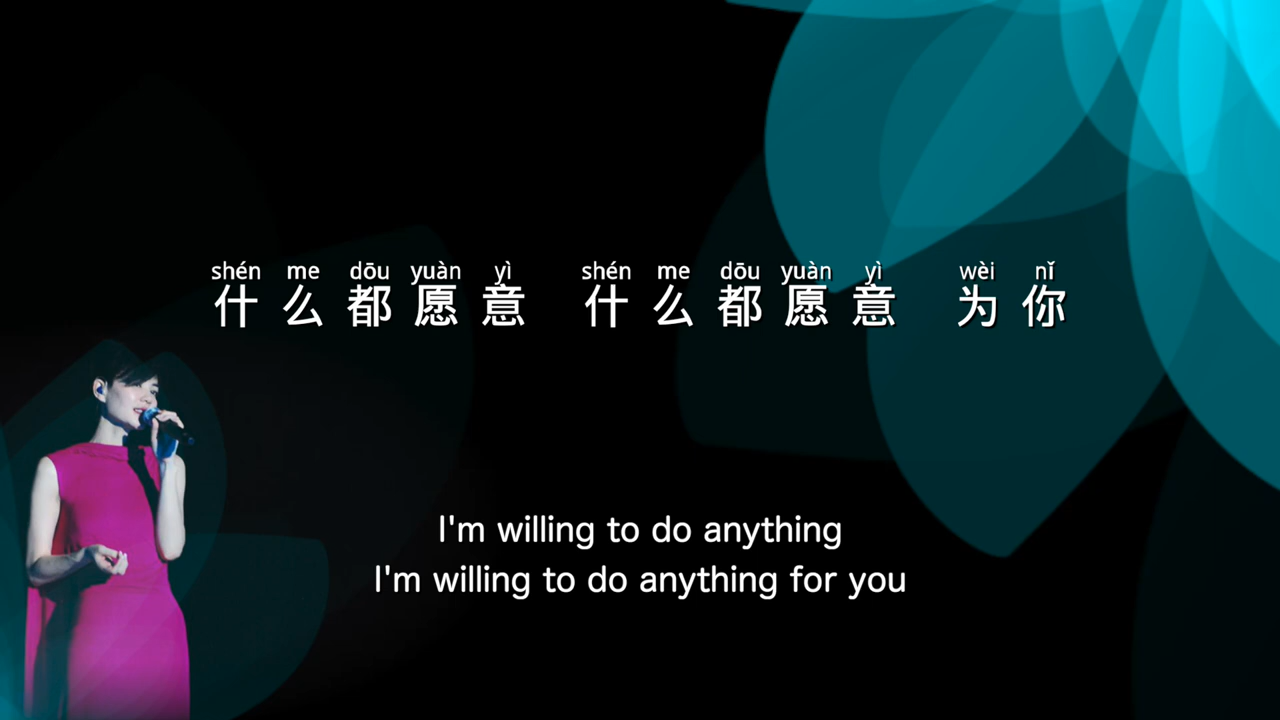 shén me dōu yuàn yì shén me dōu yuàn yì wèi nǐ
什么都愿意 什么都愿意 为你
I'm willing to do anything
I'm willing to do anything for you